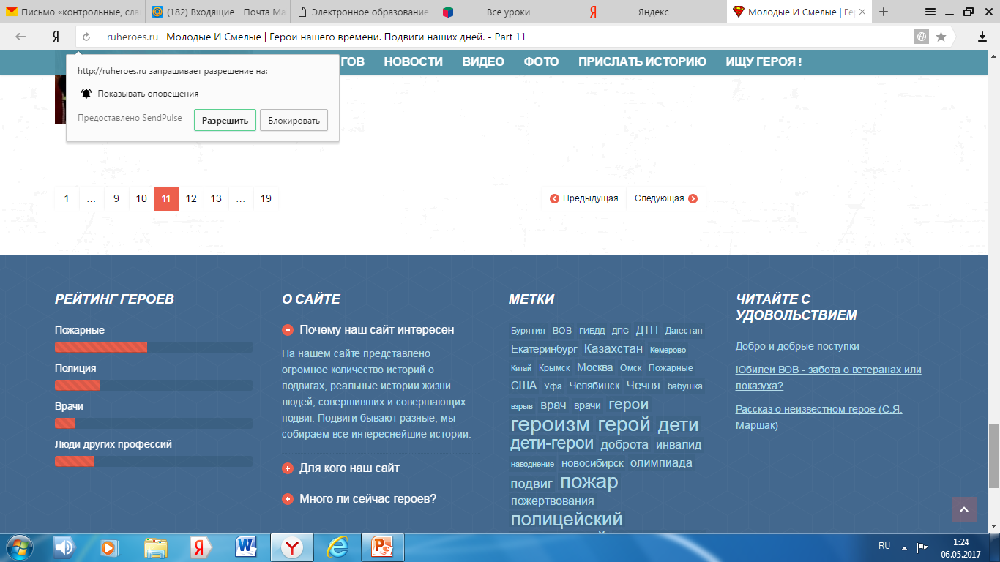 Письмо «контрольные, сла
(182) Входящие - Почта Ma
Электронное образование
Все уроки
Яндекс
Молодые И Смелые | Ге
ruheroes.ru Молодые И Смелые | Герои нашего времени. Подвиги наших дней. - Part 11
ГОВ НОВОСТИ ВИДЕО ФОТО ПРИСЛАТЬ ИСТОРИЮ ИЩУ ГЕРОЯ !
http://ruheroes.ru запрашивает разрешение на:
Показывать оповещения
Предоставлено SendPulse
Разрешить
Блокировать
1 ... 9 10 11 12 13 ... 19
Предыдущая
Следующая
РЕЙТИНГ ГЕРОЕВ
Пожарные
Полиция
Врачи
Люди других профессий
О САЙТЕ
Почему наш сайт интересен
На нашем сайте представлено
огромное количество историй о
подвигах, реальные истории жизни
людей, совершивших и совершающих
подвиг. Подвиги бывают разные, мы
собираем все интереснейшие истории.
Для кого наш сайт
Много ли сейчас героев?
МЕТКИ
Бурятия ВОВ ГИБДД ДПС ДТП Дагестан
Екатеринбург Казахстан Кемерово
Китай Крымск Москва Омск Пожарные
США Уфа Челябинск Чечня бабушка
взрыв врач врачи герои
героизм герой дети
дети-герои доброта инвалид
наводнение новосибирск олимпиада
подвиг пожар
пожертвования
полицейский
ЧИТАЙТЕ С
УДОВОЛЬСТВИЕМ
Добро и добрые поступки
Юбилеи ВОВ - забота о ветеранах или
показуха?
Рассказ о неизвестном герое (С.Я.
Маршак)
RU
1:24
06.05.2017